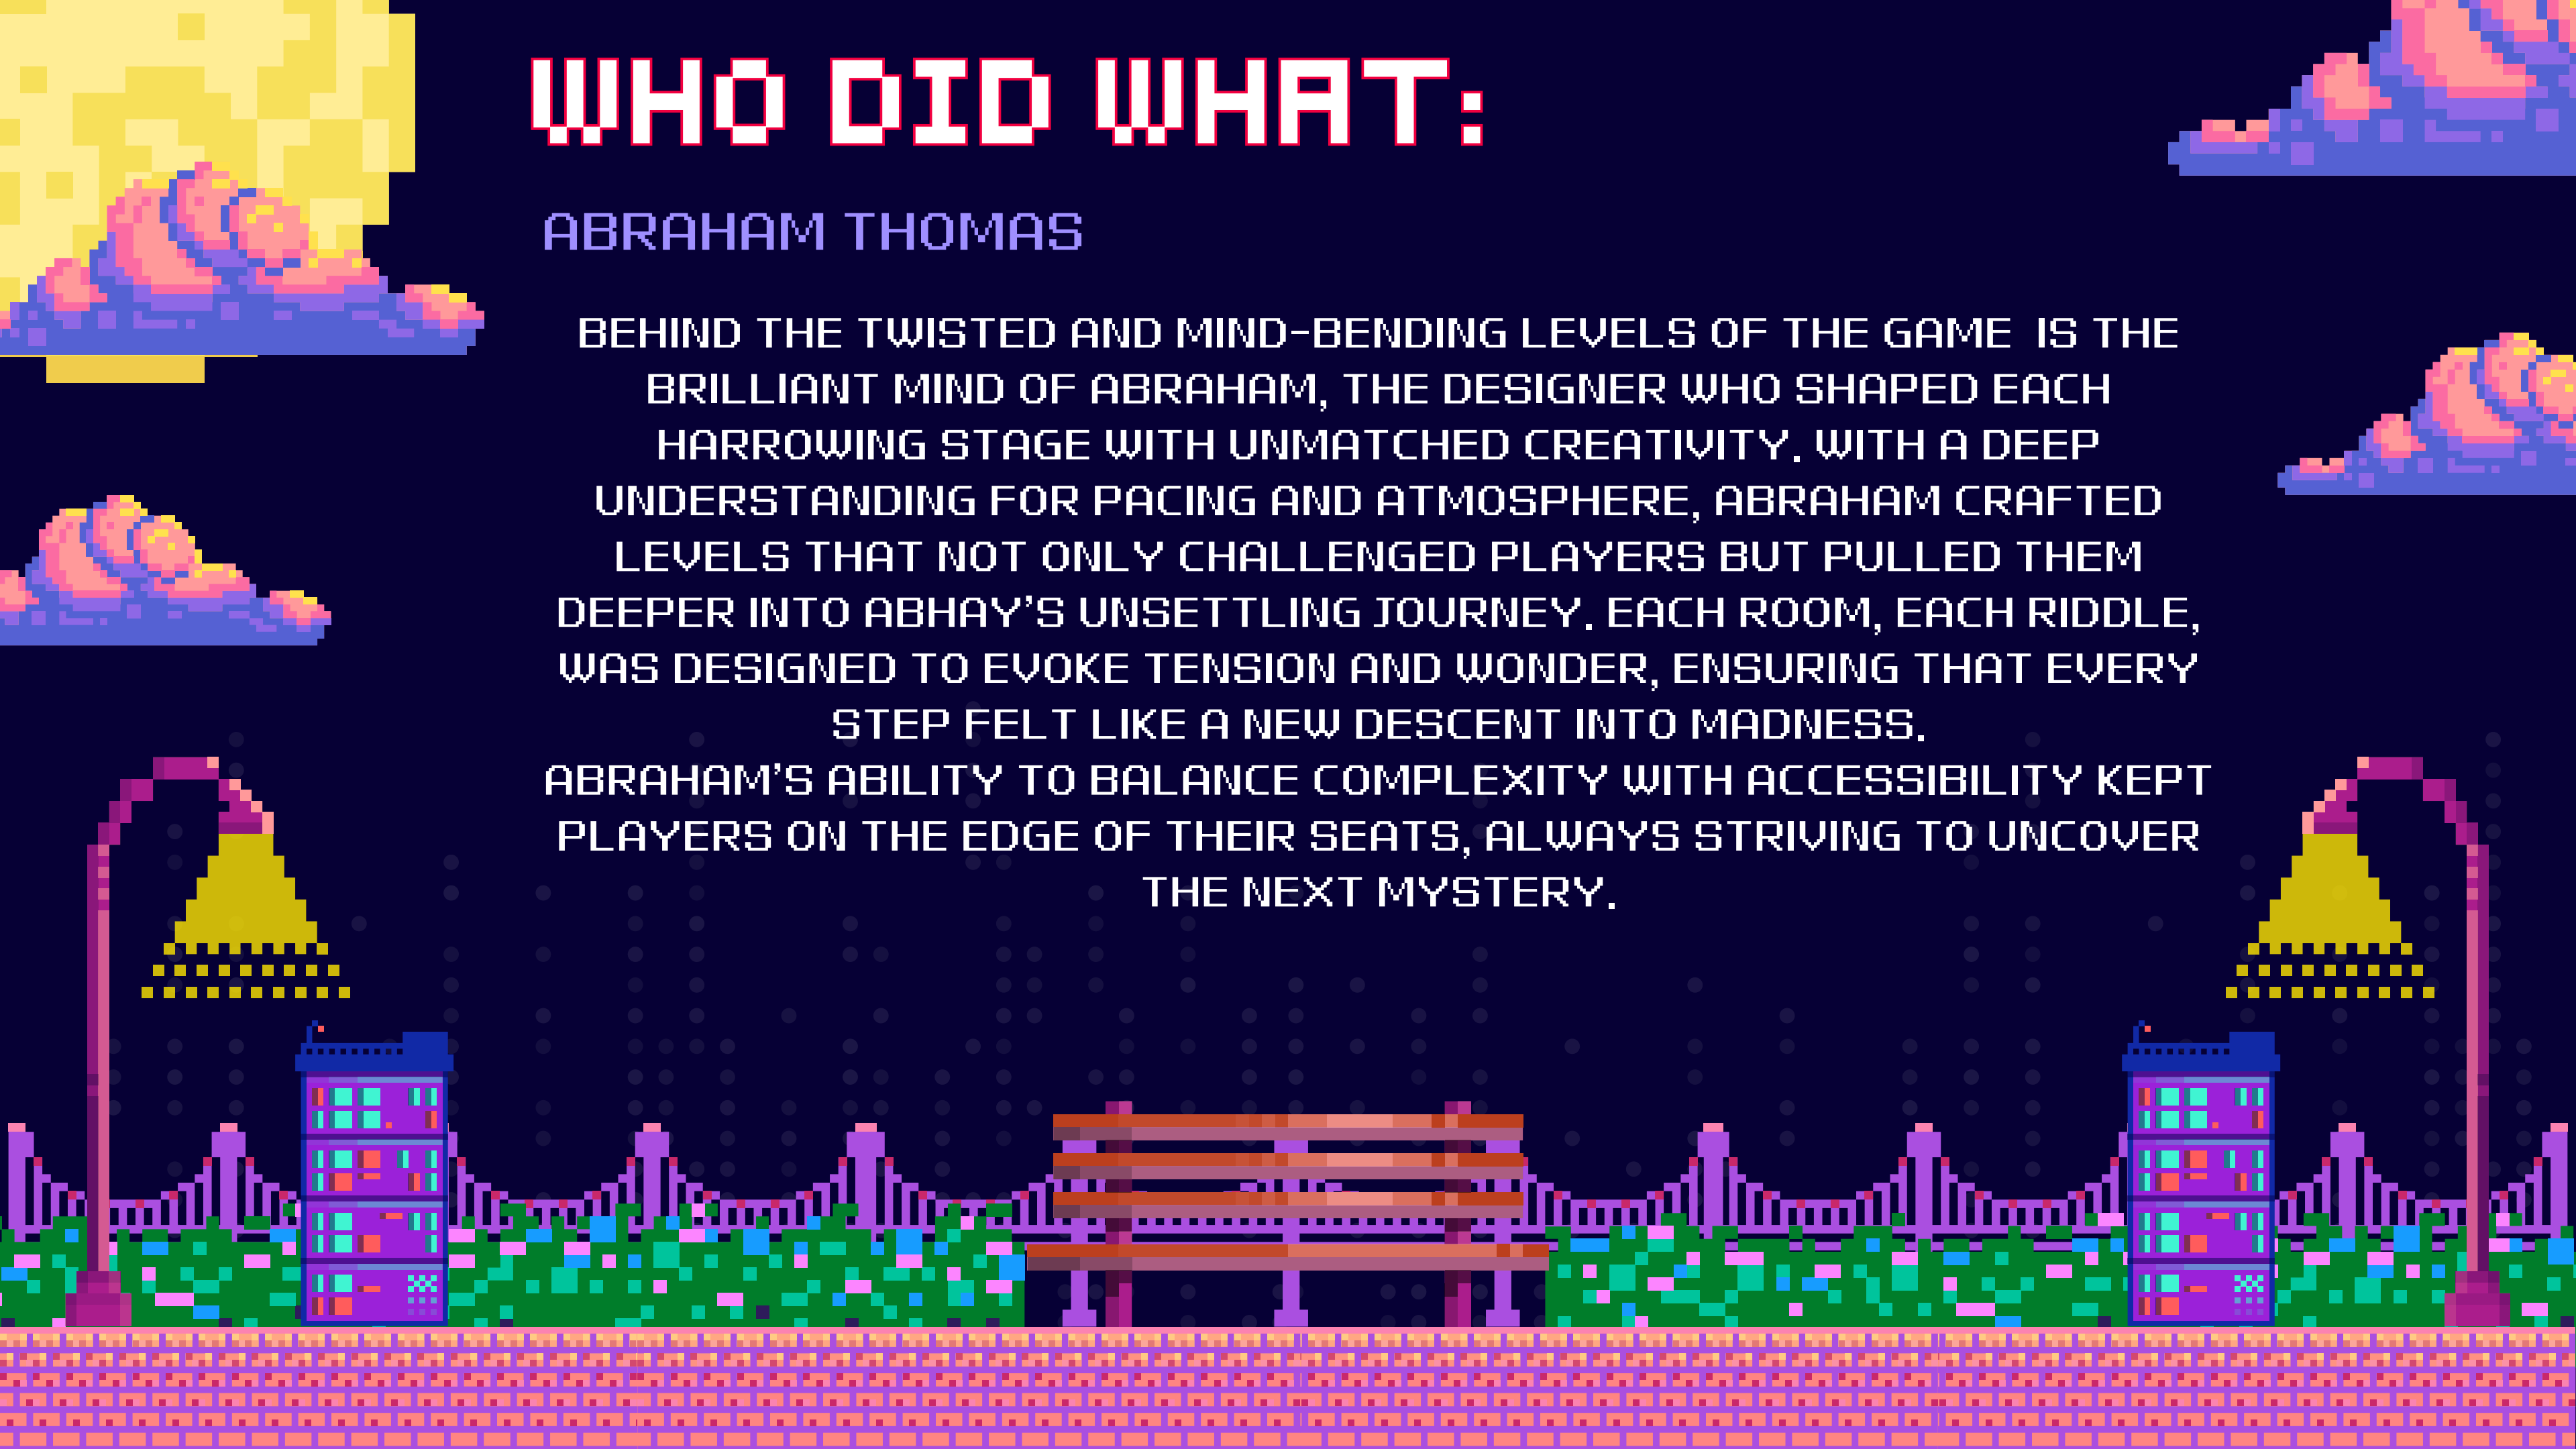 WHO DID WHAT:
ABRAHAM THOMAS
BEHIND THE TWISTED AND MIND-BENDING LEVELS OF THE GAME  IS THE
BRILLIANT MIND OF ABRAHAM, THE DESIGNER WHO SHAPED EACH
HARROWING STAGE WITH UNMATCHED CREATIVITY. WITH A DEEP
UNDERSTANDING FOR PACING AND ATMOSPHERE, ABRAHAM CRAFTED
LEVELS THAT NOT ONLY CHALLENGED PLAYERS BUT PULLED THEM
DEEPER INTO ABHAY’S UNSETTLING JOURNEY. EACH ROOM, EACH RIDDLE,
WAS DESIGNED TO EVOKE TENSION AND WONDER, ENSURING THAT EVERY
STEP FELT LIKE A NEW DESCENT INTO MADNESS.
ABRAHAM’S ABILITY TO BALANCE COMPLEXITY WITH ACCESSIBILITY KEPT
PLAYERS ON THE EDGE OF THEIR SEATS, ALWAYS STRIVING TO UNCOVER
THE NEXT MYSTERY.